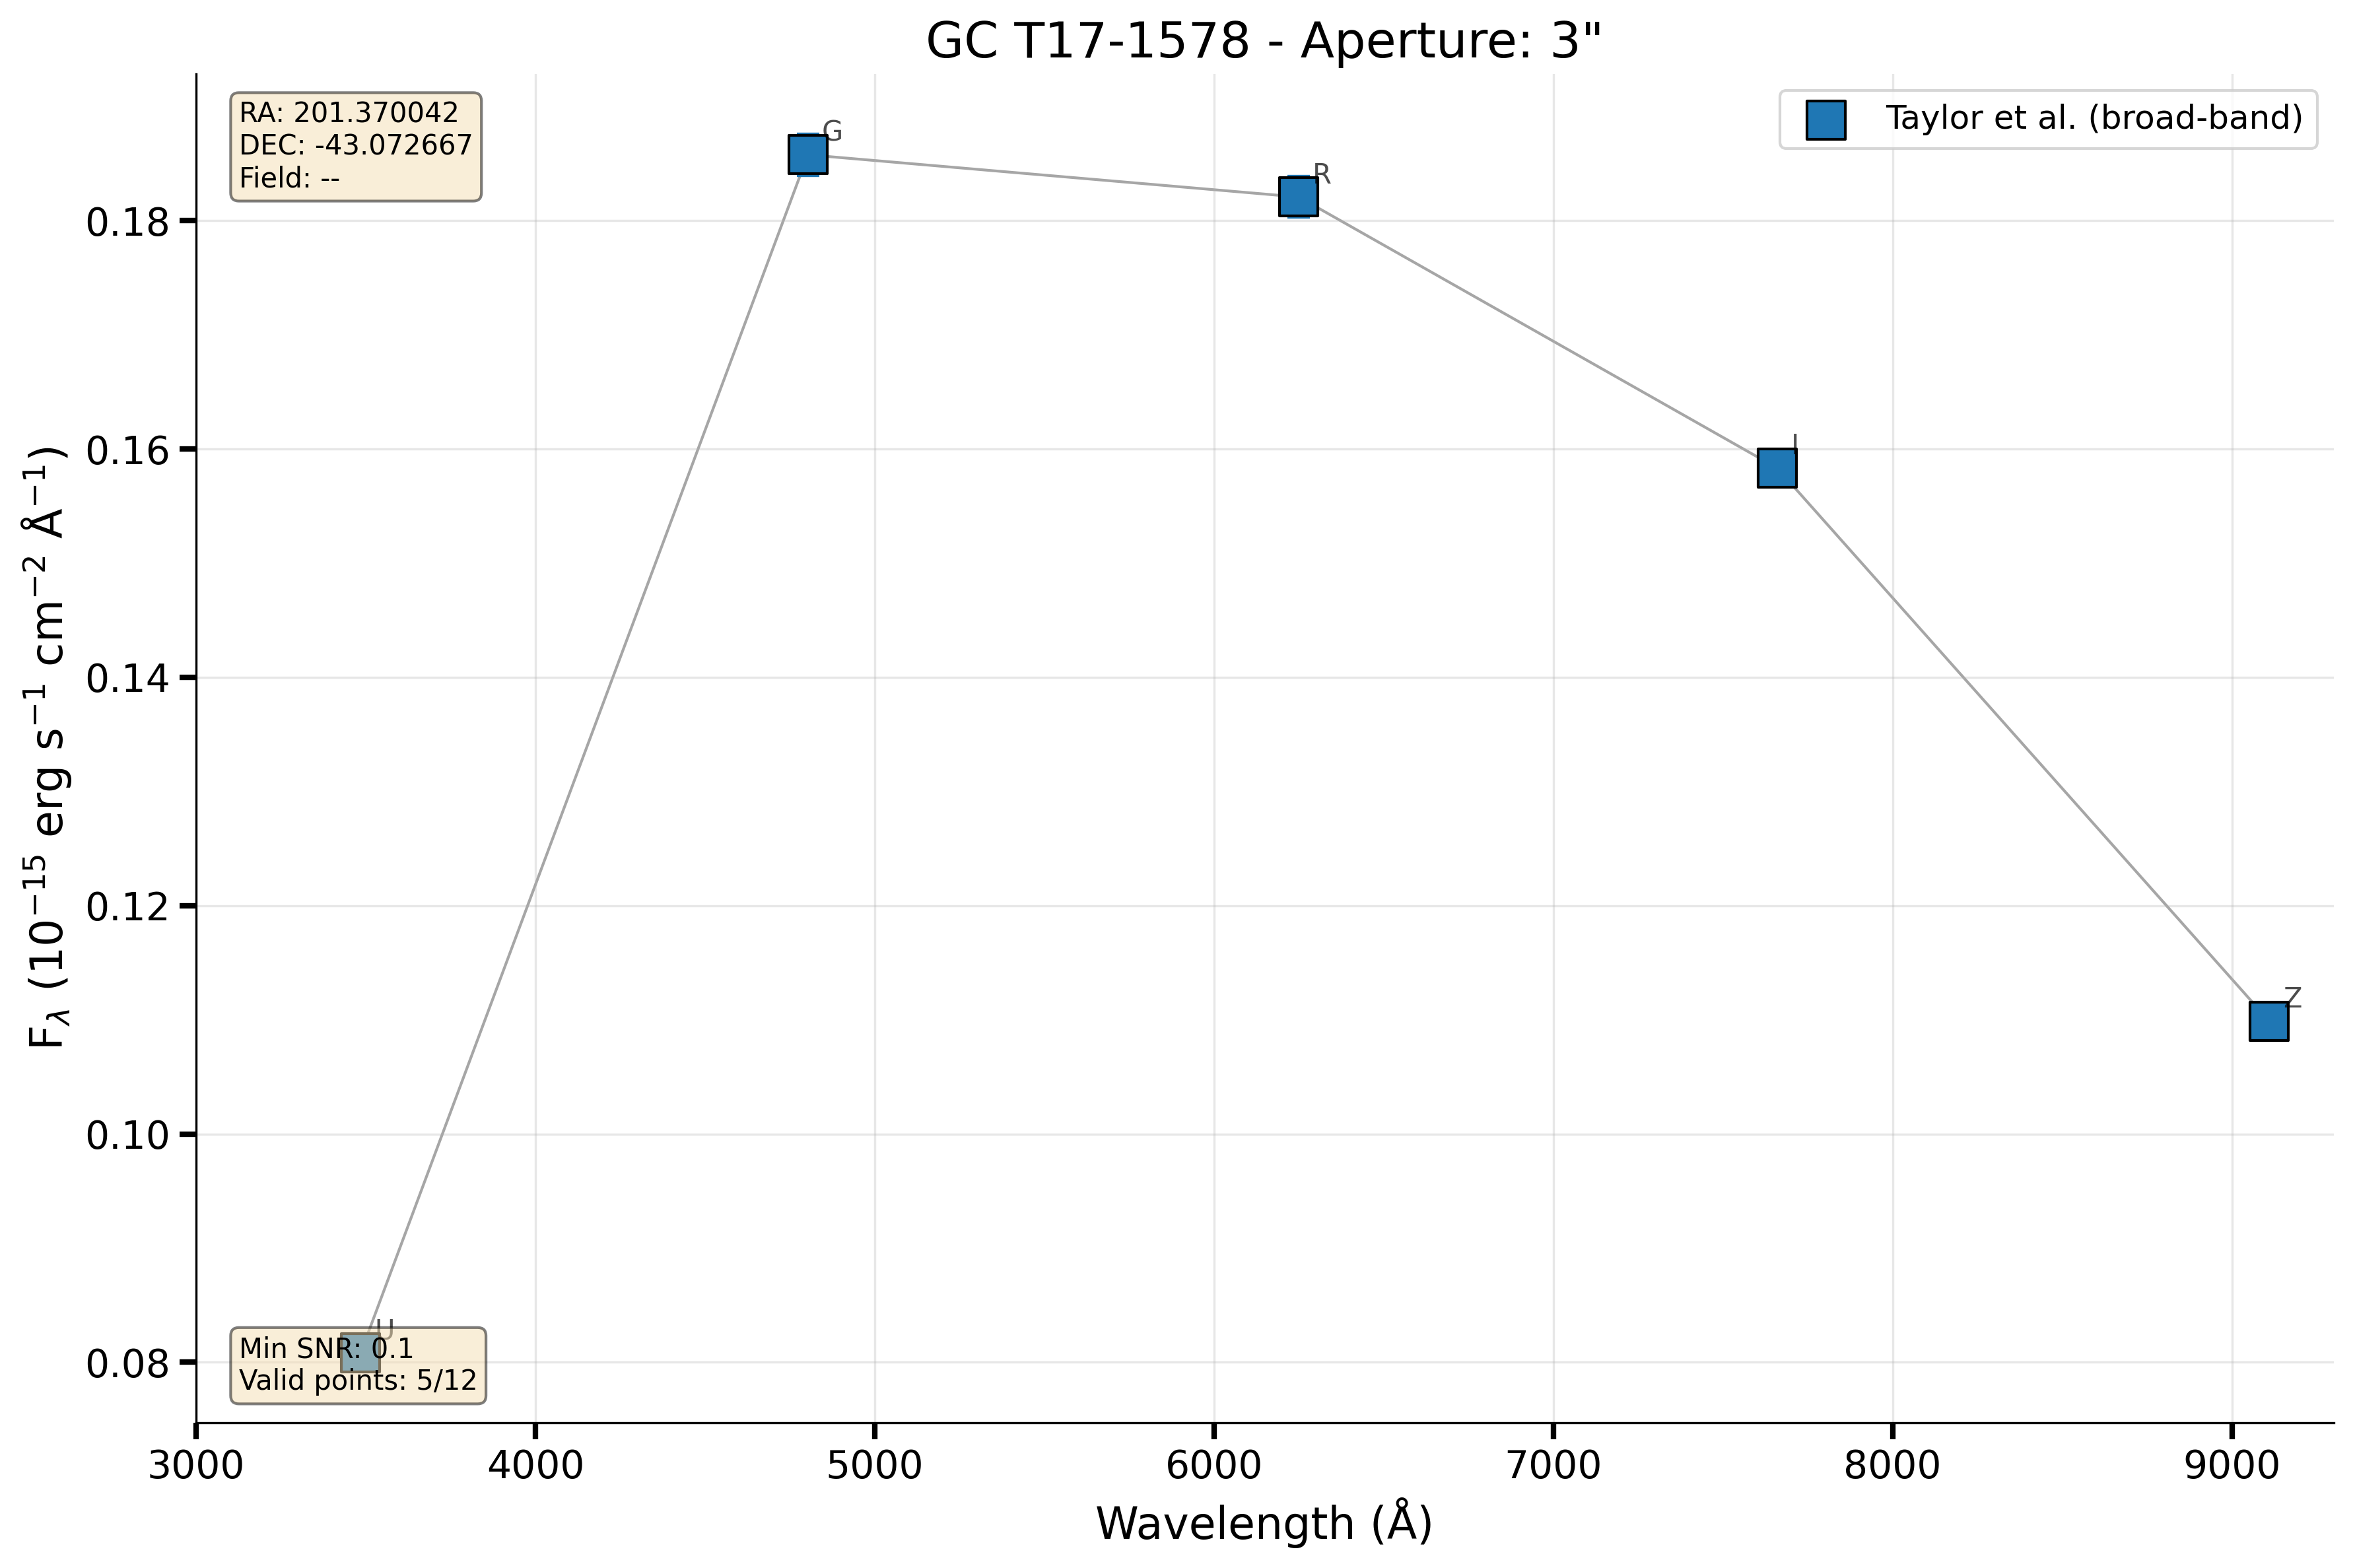 GC T17-1578 - Aperture: 3"
RA: 201.370042
DEC: -43.072667
Field: --
Taylor et al. (broad-band)
G
R
I
Z
U
Min SNR: 0.1
Valid points: 5/12
0.18
0.16
0.14
0.12
0.10
0.08
F_λ (10⁻¹⁵ erg s⁻¹ cm⁻² Å⁻¹)
3000 4000 5000 6000 7000 8000 9000
Wavelength (Å)